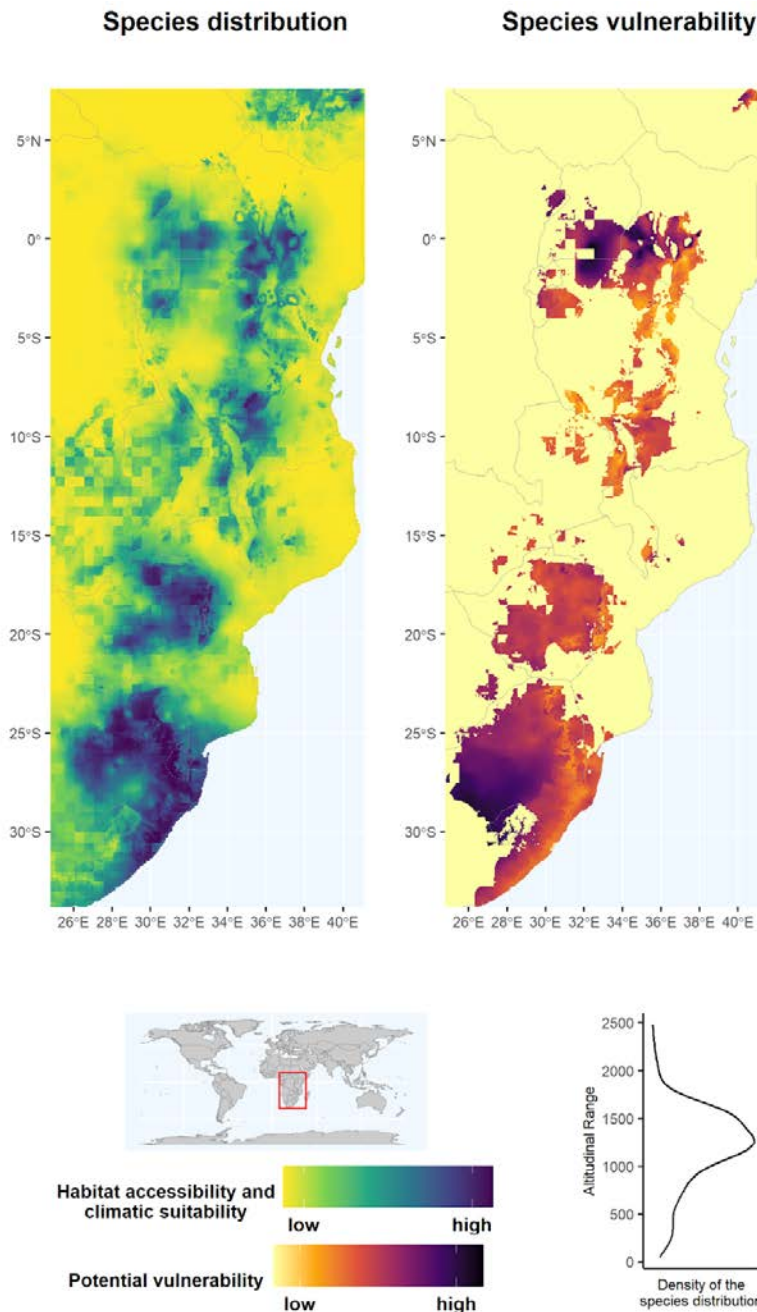 Species distribution
Species vulnerability
5°N
0°
5°S
10°S
15°S
20°S
25°S
30°S
26°E 28°E 30°E 32°E 34°E 36°E 38°E 40°E
5°N
0°
5°S
10°S
15°S
20°S
25°S
30°S
26°E 28°E 30°E 32°E 34°E 36°E 38°E 40°E
Habitat accessibility and
climatic suitability
low high
Potential vulnerability
low high
2500
2000
1500
1000
500
0
Altitudinal Range
Density of the
species distribution